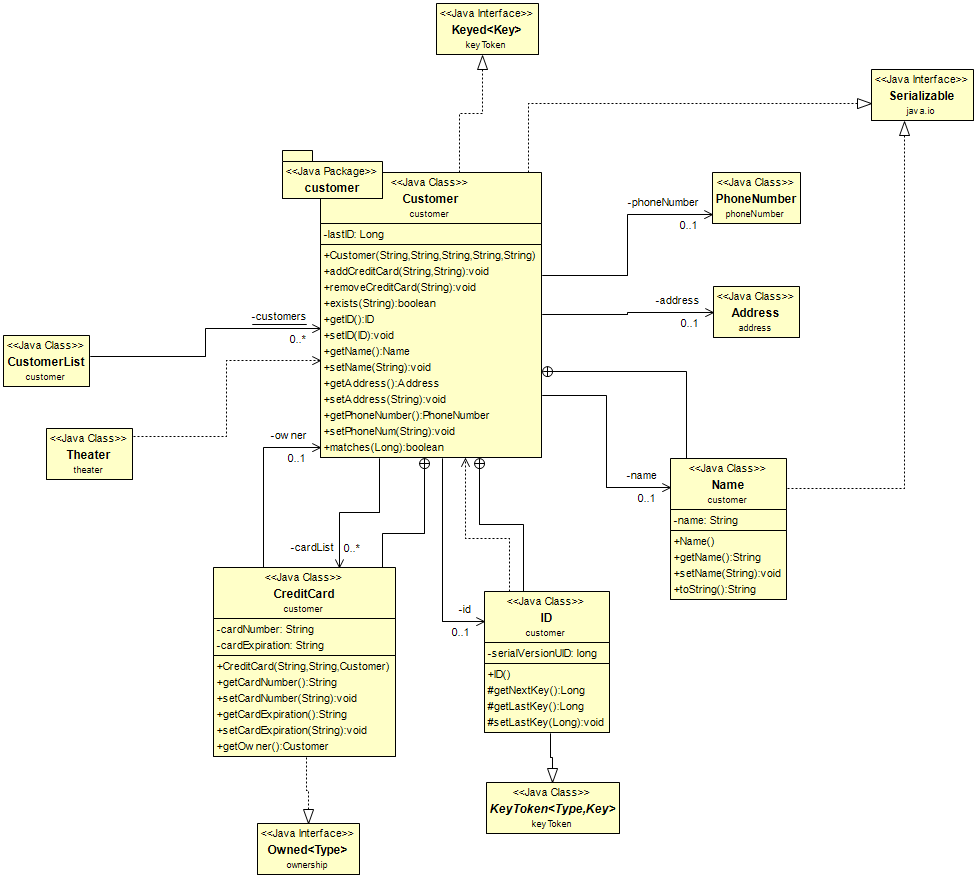 <<Java Interface>>
Keyed<Key>
keyToken
<<Java Interface>>
Serializable
java.io
<<Java Package>>
customer
<<Java Class>>
Customer
customer
-lastID: Long
+Customer(String,String,String,String,String)
+addCreditCard(String,String):void
+removeCreditCard(String):void
+exists(String):boolean
+getID():ID
+setID(ID):void
+getName():Name
+setName(String):void
+getAddress():Address
+setAddress(String):void
+getPhoneNumber():PhoneNumber
+setPhoneNum(String):void
+matches(Long):boolean
-phoneNumber
0..1
<<Java Class>>
PhoneNumber
phoneNumber
-address
0..1
<<Java Class>>
Address
address
-customers
0..*
<<Java Class>>
CustomerList
customer
<<Java Class>>
Theater
theater
-owner
0..1
-name
0..1
<<Java Class>>
Name
customer
-name: String
+Name()
+getName():String
+setName(String):void
+toString():String
-cardList
0..*
<<Java Class>>
CreditCard
customer
-cardNumber: String
-cardExpiration: String
+CreditCard(String,String,Customer)
+getCardNumber():String
+setCardNumber(String):void
+getCardExpiration():String
+setCardExpiration(String):void
+getOwner():Customer
-id
0..1
<<Java Class>>
ID
customer
-serialVersionUID: long
+ID()
#getNextKey():Long
#getLastKey():Long
#setLastKey(Long):void
<<Java Class>>
KeyToken<Type,Key>
keyToken
<<Java Interface>>
Owned<Type>
ownership